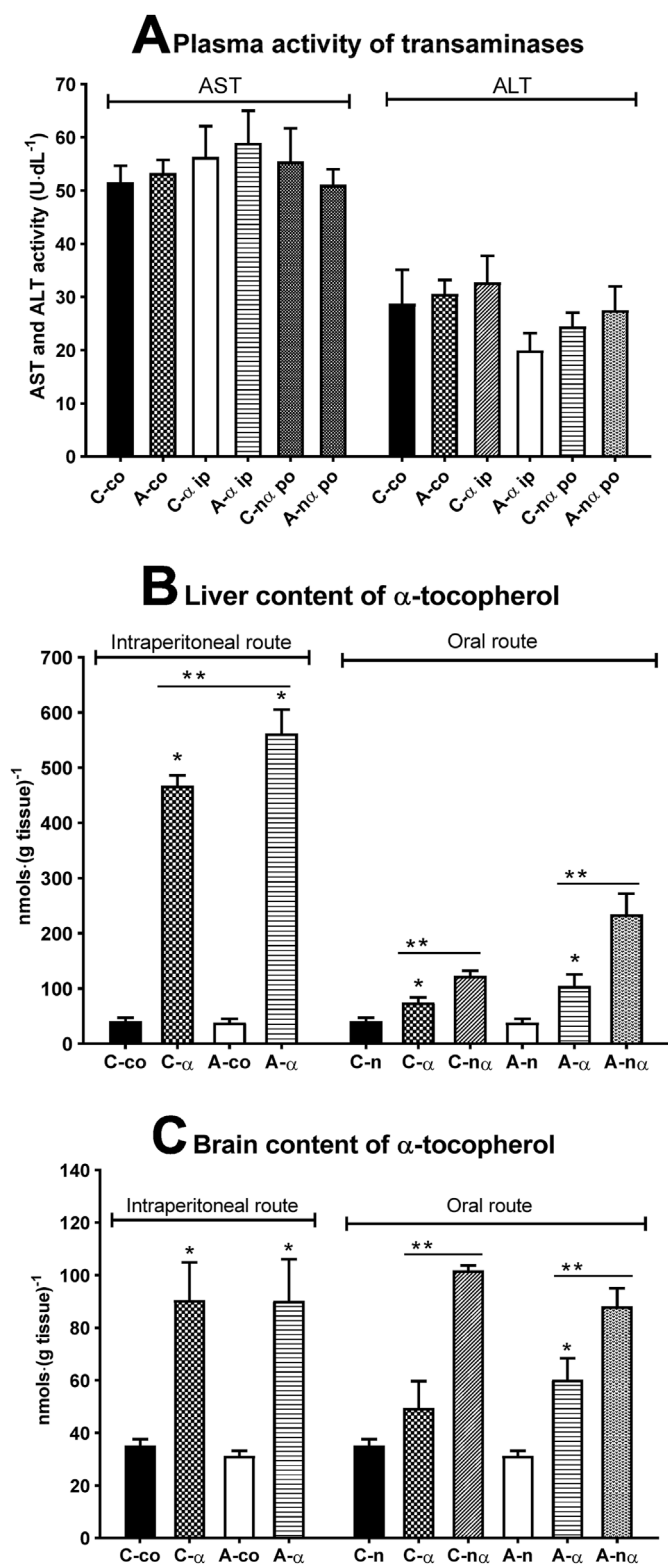 A Plasma activity of transaminases
AST
ALT
AST and ALT activity (U·dL⁻¹)
70
60
50
40
30
20
10
0
C-co A-co C-α ip A-α ip C-nα po A-nα po C-co A-co C-α ip A-α ip C-nα po A-nα po
B Liver content of α-tocopherol
Intraperitoneal route
Oral route
nmols·(g tissue)⁻¹
700
600
500
400
300
200
100
0
**
*
*
**
*
**
*
C-co C-α A-co A-α C-n C-α C-nα A-n A-α A-nα
C Brain content of α-tocopherol
Intraperitoneal route
Oral route
nmols·(g tissue)⁻¹
140
120
100
80
60
40
20
0
*
*
**
**
*
C-co C-α A-co A-α C-n C-α C-nα A-n A-α A-nα